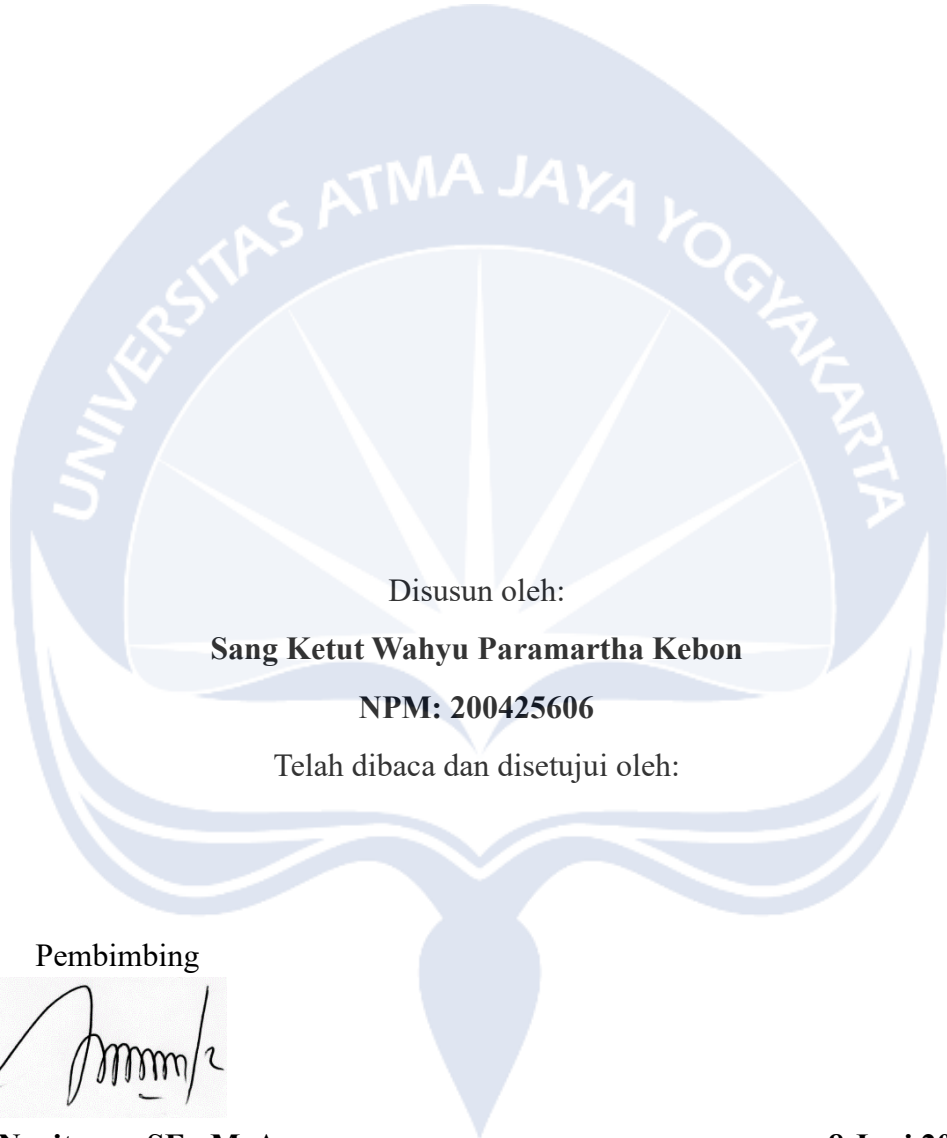 UNIVERSITAS ATMA JAYA YOGYAKARTA
Disusun oleh:
Sang Ketut Wahyu Paramartha Kebon
NPM: 200425606
Telah dibaca dan disetujui oleh:
Pembimbing